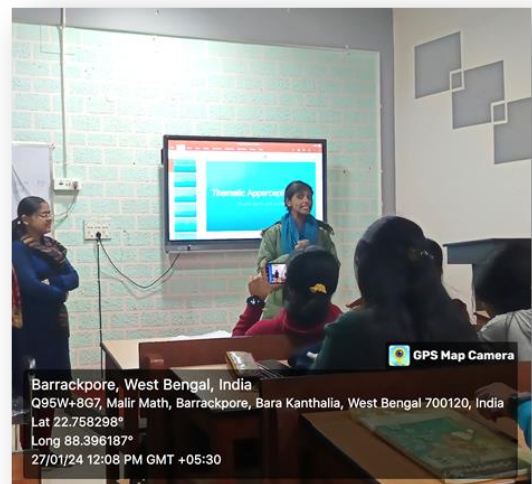 Thematic Appercep
GPS Map Camera
Barrackpore, West Bengal, India
Q95W+8G7, Malir Math, Barrackpore, Bara Kanthalia, West Bengal 700120, India
Lat 22.758298°
Long 88.396187°
27/01/24 12:08 PM GMT +05:30